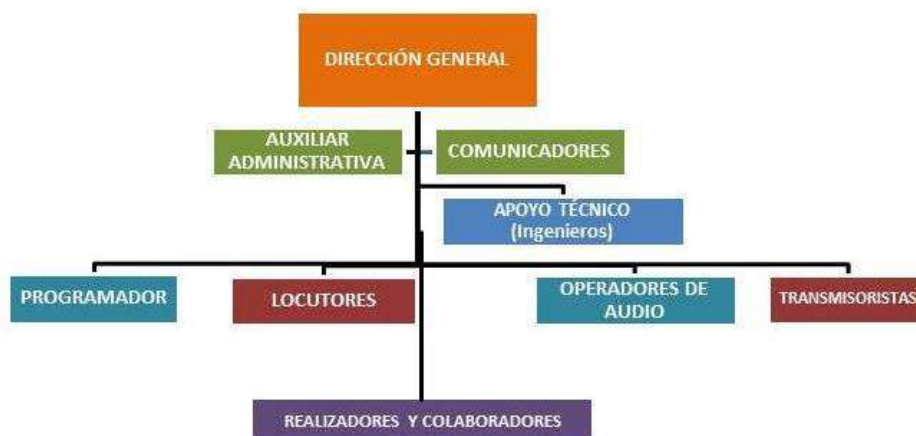 DIRECCIÓN GENERAL
AUXILIAR
ADMINISTRATIVA
COMUNICADORES
APOYO TÉCNICO
(Ingenieros)
PROGRAMADOR
LOCUTORES
OPERADORES DE
AUDIO
TRANSMISORISTAS
REALIZADORES Y COLABORADORES